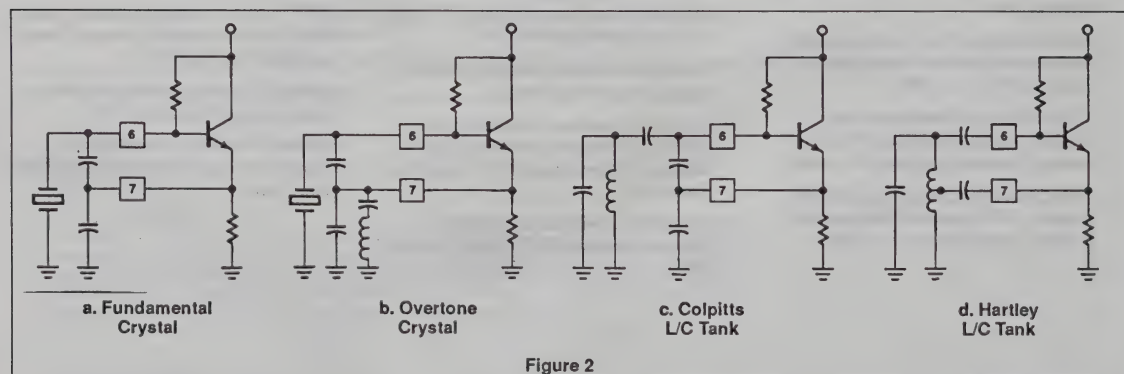 6
7
6
7
6
7
6
7
a. Fundamental
Crystal
b. Overtone
Crystal
c. Colpitts
L/C Tank
d. Hartley
L/C Tank
Figure 2